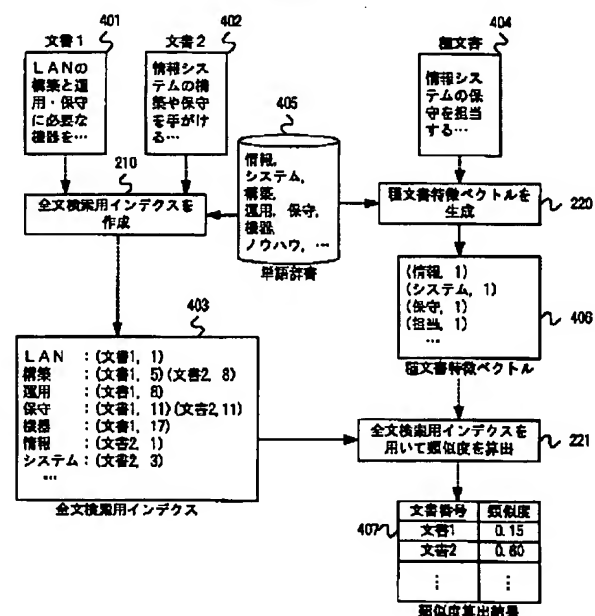 401
文書1
LANの
構築と運
用・保守
に必要な
機器を…
402
文書2
情報シス
テムの構
築や保守
を手がける…
404
種文書
情報シス
テムの保
守を担当
する…
405
情報,
システム,
構築,
運用, 保守,
機器,
ノウハウ, …
単語辞書
210
全文検索用インデクスを
作成
種文書特徴ベクトルを
生成
220
(情報, 1)
(システム, 1)
(保守, 1)
(担当, 1)
…
406
種文書特徴ベクトル
403
LAN :(文書1, 1)
構築 :(文書1, 5)(文書2, 8)
運用 :(文書1, 8)
保守 :(文書1, 11)(文書2, 11)
機器 :(文書1, 17)
情報 :(文書2, 1)
システム:(文書2, 3)
…
全文検索用インデクス
全文検索用インデクスを
用いて類似度を算出
221
407
文書番号 類似度
文書1 0.15
文書2 0.60
⋮ ⋮
類似度算出結果